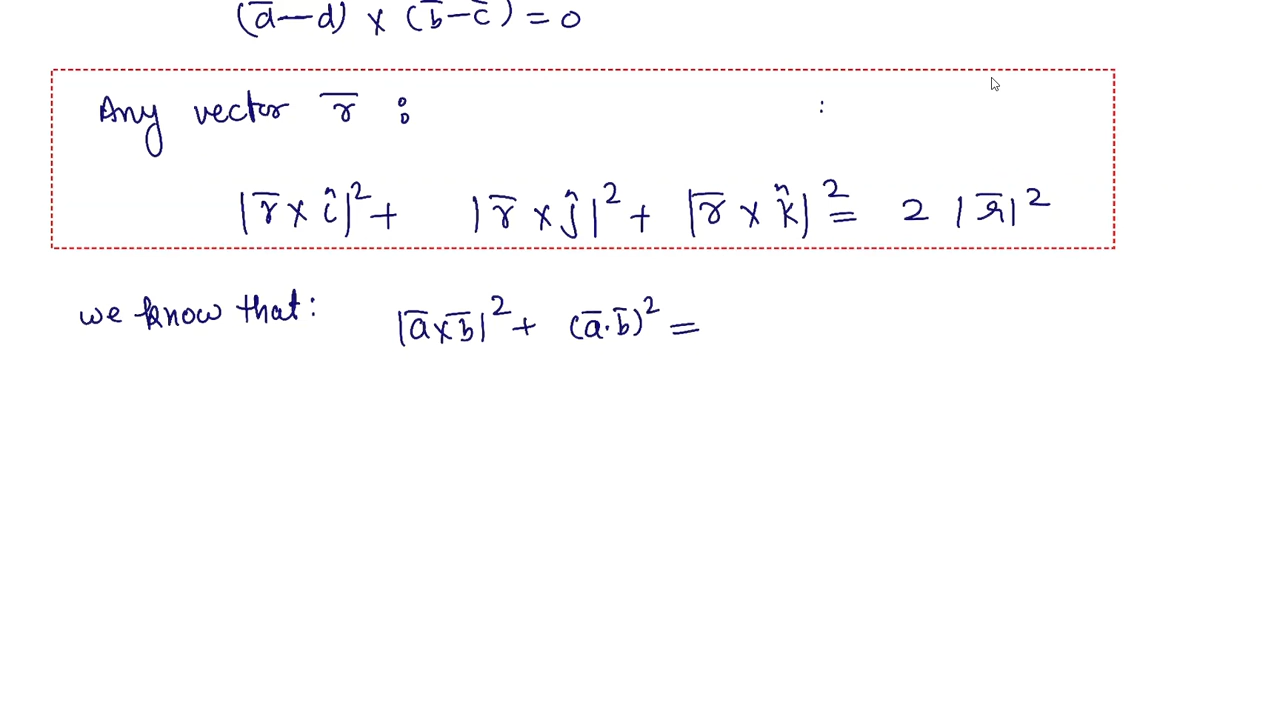 (a̅—d) × (b̅−c̅) = 0
Any vector r̅ : :
|r̅ × î|² + |r̅ × ĵ|² + |r̅ × k̂|² = 2 |r̅|²
we know that: |a̅×b̅|² + (a̅·b̅)² =